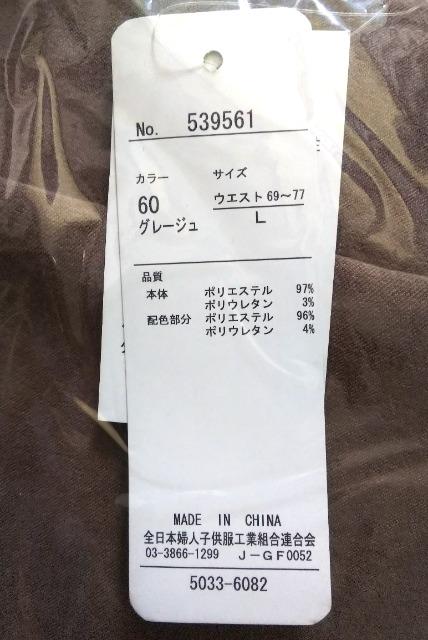 No. 539561
カラー サイズ
60 ウエスト 69～77
グレージュ L
品質
本体 ポリエステル 97%
ポリウレタン 3%
配色部分 ポリエステル 96%
ポリウレタン 4%
MADE IN CHINA
全日本婦人子供服工業組合連合会
03-3866-1299 J-GF0052
5033-6082